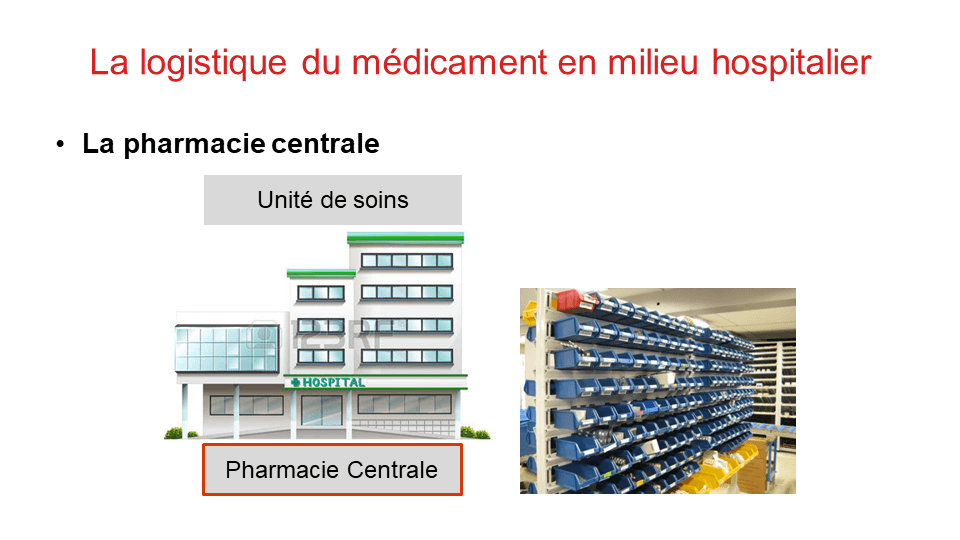 La logistique du médicament en milieu hospitalier
• La pharmacie centrale
Unité de soins
123RF
HOSPITAL
Pharmacie Centrale